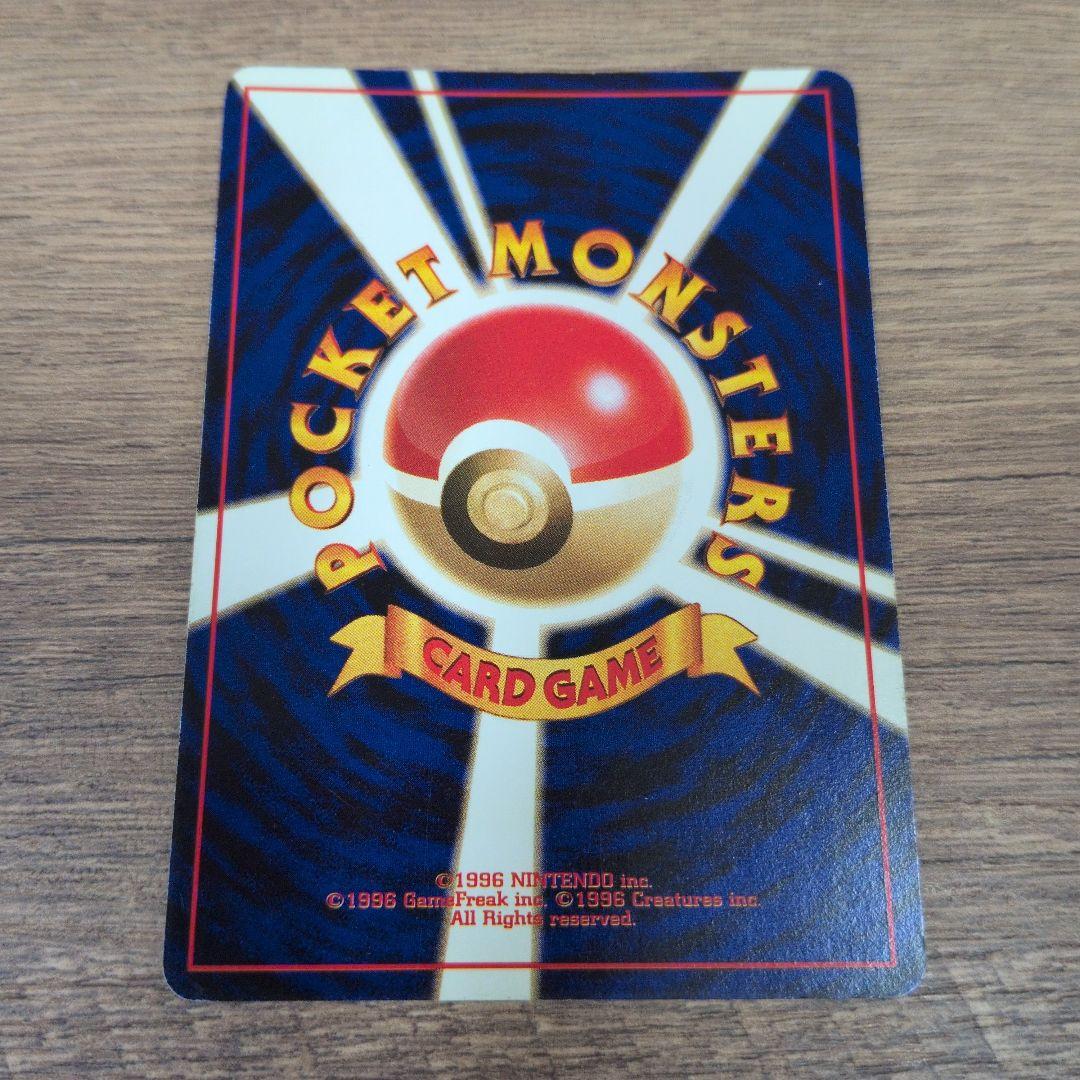 POCKET MONSTERS
CARD GAME
©1996 NINTENDO inc.
©1996 GameFreak inc. ©1996 Creatures inc.
All Rights reserved.